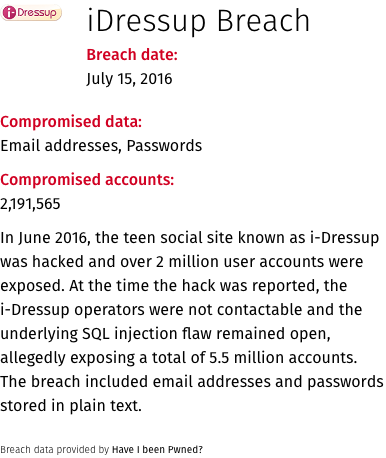 i-Dressup
iDressup Breach
Breach date:
July 15, 2016
Compromised data:
Email addresses, Passwords
Compromised accounts:
2,191,565
In June 2016, the teen social site known as i-Dressup
was hacked and over 2 million user accounts were
exposed. At the time the hack was reported, the
i-Dressup operators were not contactable and the
underlying SQL injection flaw remained open,
allegedly exposing a total of 5.5 million accounts.
The breach included email addresses and passwords
stored in plain text.
Breach data provided by Have I been Pwned?